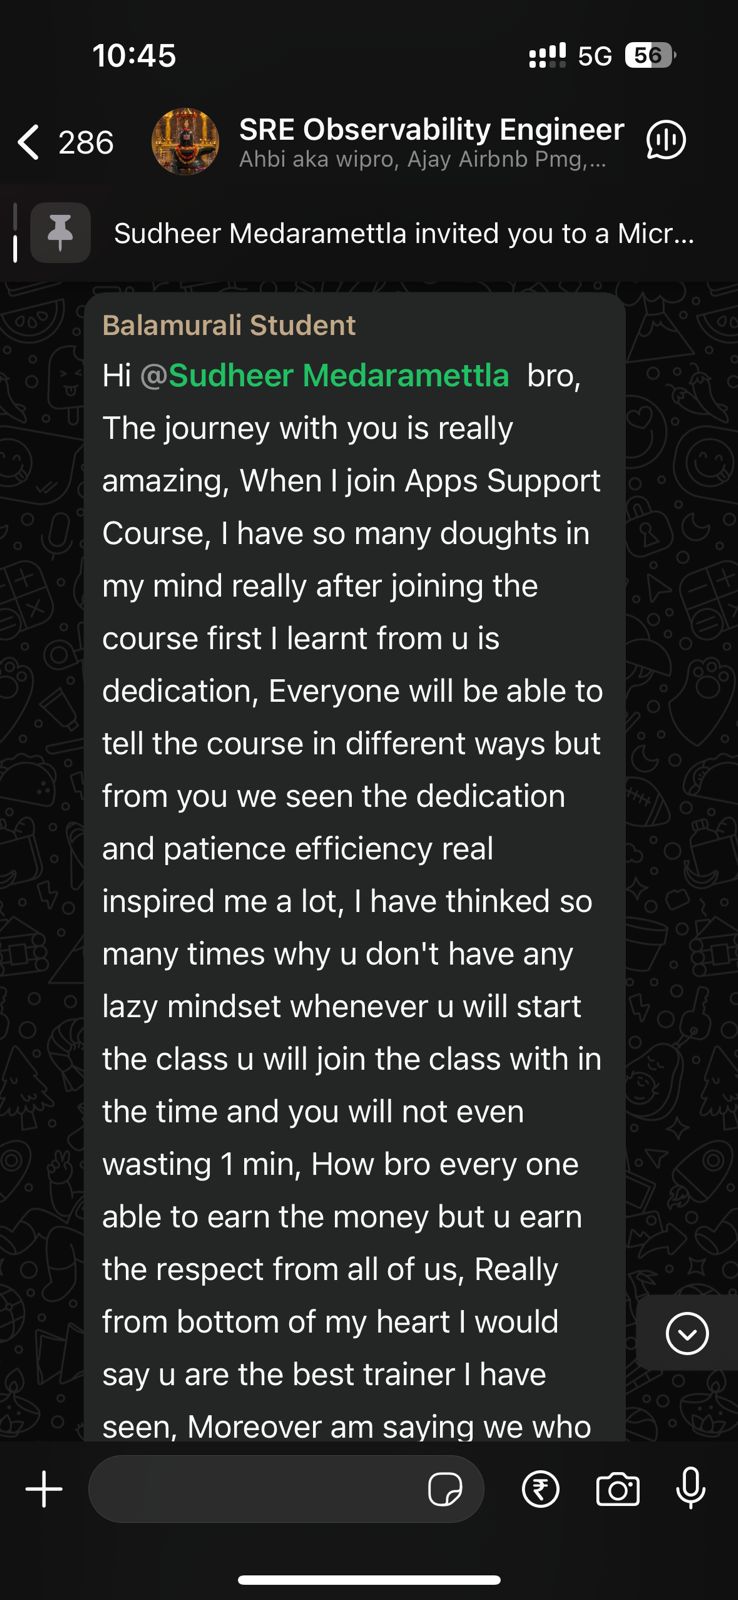 10:45
5G
56
286
SRE Observability Engineer
Ahbi aka wipro, Ajay Airbnb Pmg,...
Sudheer Medaramettla invited you to a Micr...
Balamurali Student
Hi @Sudheer Medaramettla bro,
The journey with you is really
amazing, When I join Apps Support
Course, I have so many doughts in
my mind really after joining the
course first I learnt from u is
dedication, Everyone will be able to
tell the course in different ways but
from you we seen the dedication
and patience efficiency real
inspired me a lot, I have thinked so
many times why u don't have any
lazy mindset whenever u will start
the class u will join the class with in
the time and you will not even
wasting 1 min, How bro every one
able to earn the money but u earn
the respect from all of us, Really
from bottom of my heart I would
say u are the best trainer I have
seen, Moreover am saying we who
₹